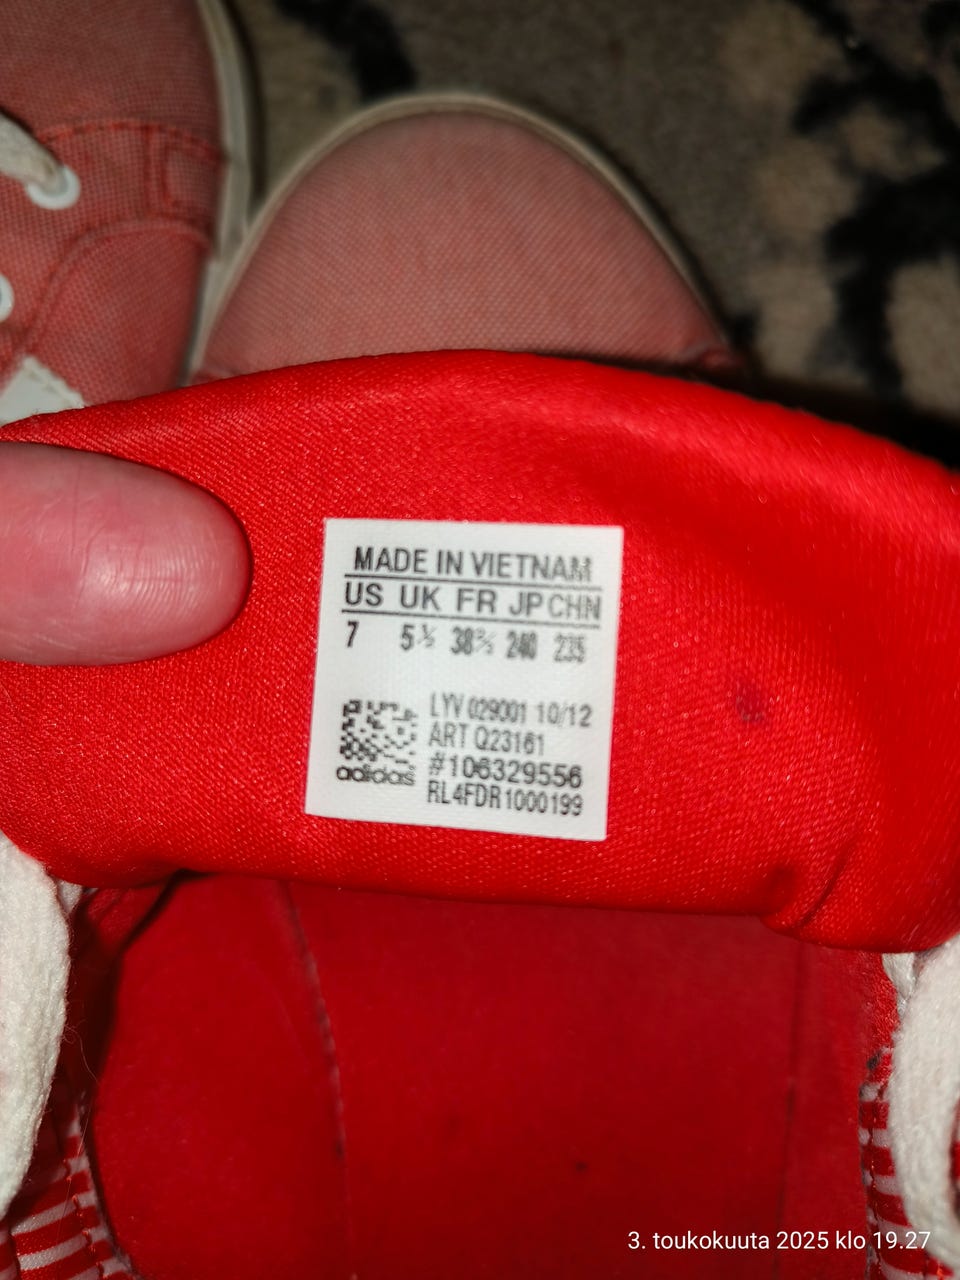 MADE IN VIETNAM
US UK FR JP CHN
7 5½ 38⅔ 240 235
LYV 029001 10/12
ART Q23161
#106329556
RL4FDR1000199
adidas
3. toukokuuta 2025 klo 19.27